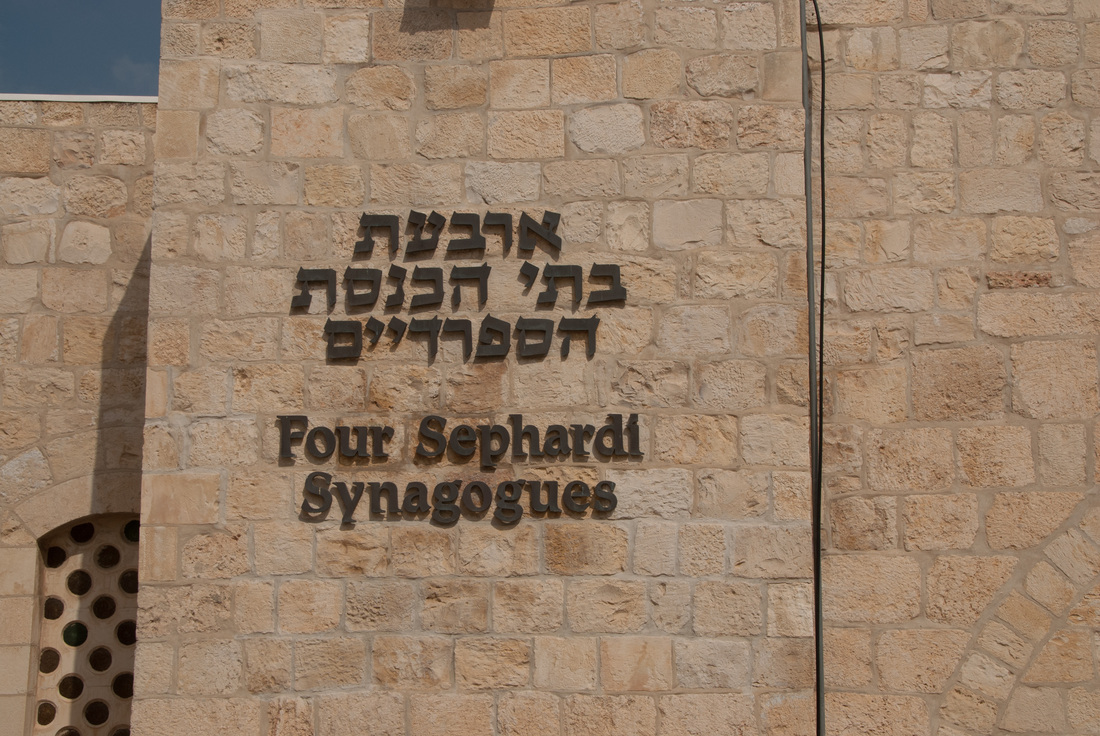 ארבעת
בתי הכנסת
הספרדיים
Four Sephardi
Synagogues